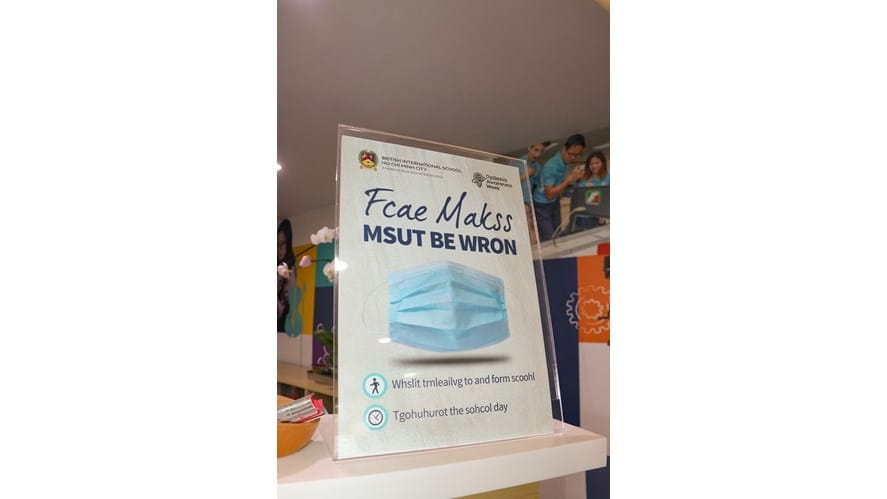 BRITISH INTERNATIONAL SCHOOL
HO CHI MINH CITY
Dyslexia
Awareness
Week
Fcae Makss
MSUT BE WRON
Whslit trnleailvg to and form scoohl
Tgohuhurot the sohcol day